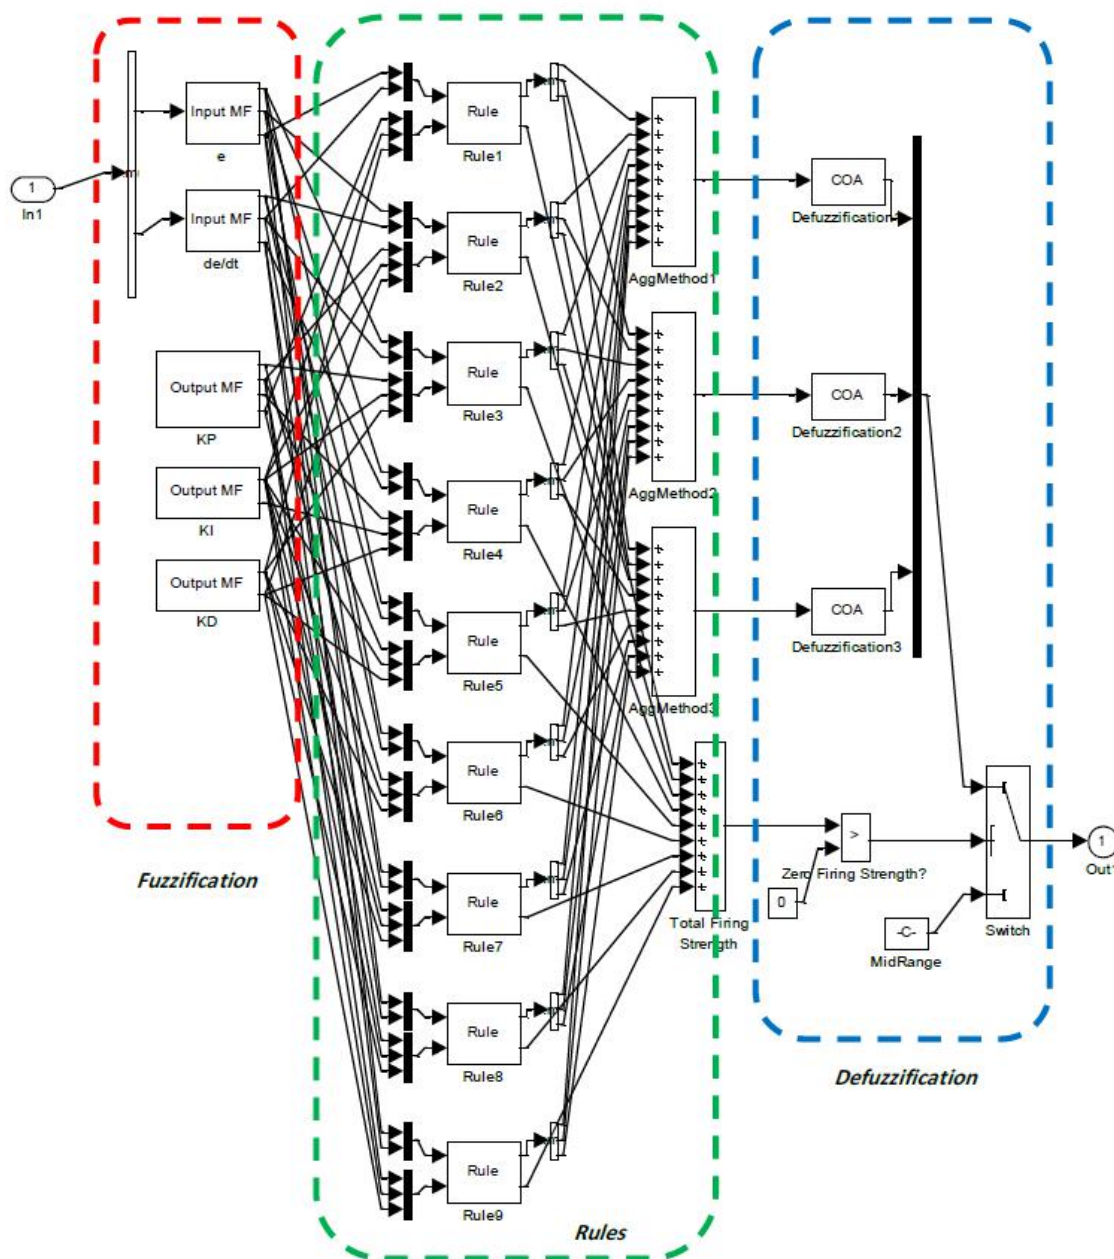 1
In1
Input MF
e
Input MF
de/dt
Output MF
KP
Output MF
KI
Output MF
KD
Fuzzification
Rule
Rule1
Rule
Rule2
Rule
Rule3
Rule
Rule4
Rule
Rule5
Rule
Rule6
Rule
Rule7
Rule
Rule8
Rule
Rule9
AggMethod1
AggMethod2
AggMethod3
Total Firing
Strength
Rules
COA
Defuzzification
COA
Defuzzification2
COA
Defuzzification3
>
Zero Firing Strength?
0
-C-
MidRange
Switch
1
Out1
Defuzzification